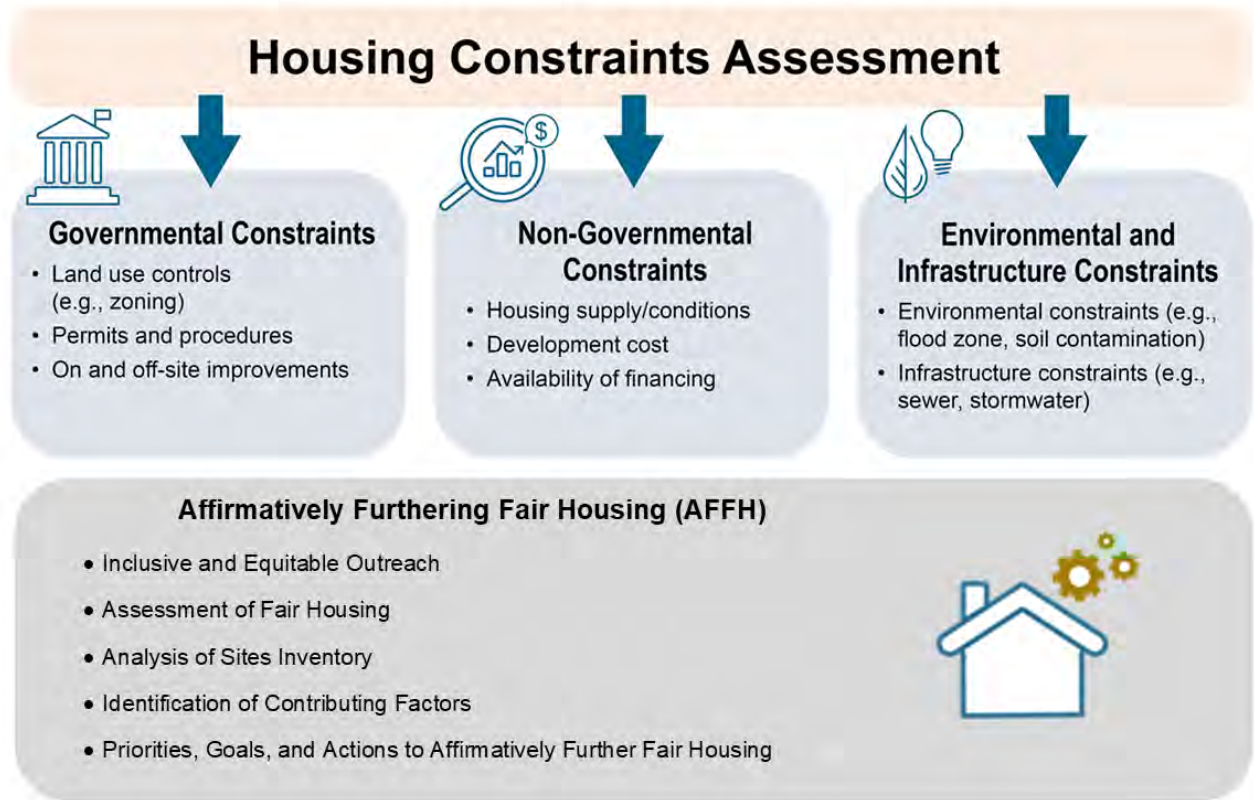 Housing Constraints Assessment
$
Governmental Constraints
• Land use controls
(e.g., zoning)
• Permits and procedures
• On and off-site improvements
Non-Governmental
Constraints
• Housing supply/conditions
• Development cost
• Availability of financing
Environmental and
Infrastructure Constraints
• Environmental constraints (e.g.,
flood zone, soil contamination)
• Infrastructure constraints (e.g.,
sewer, stormwater)
Affirmatively Furthering Fair Housing (AFFH)
• Inclusive and Equitable Outreach
• Assessment of Fair Housing
• Analysis of Sites Inventory
• Identification of Contributing Factors
• Priorities, Goals, and Actions to Affirmatively Further Fair Housing